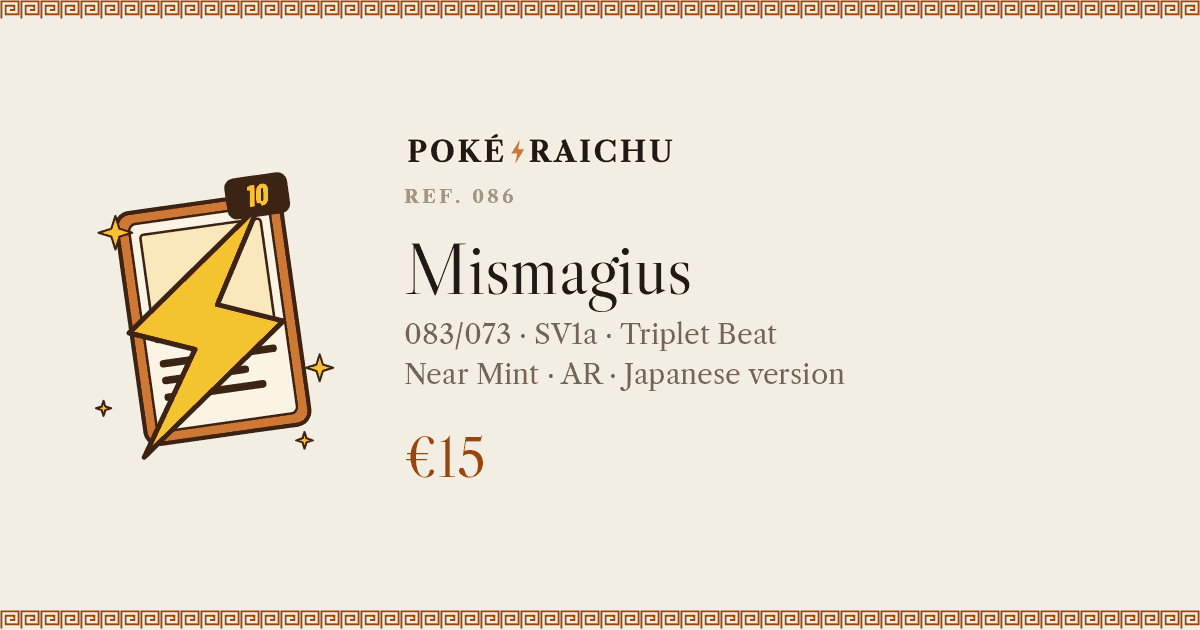 POKÉ RAICHU
REF. 086
10
Mismagius
083/073 · SV1a · Triplet Beat
Near Mint · AR · Japanese version
€15